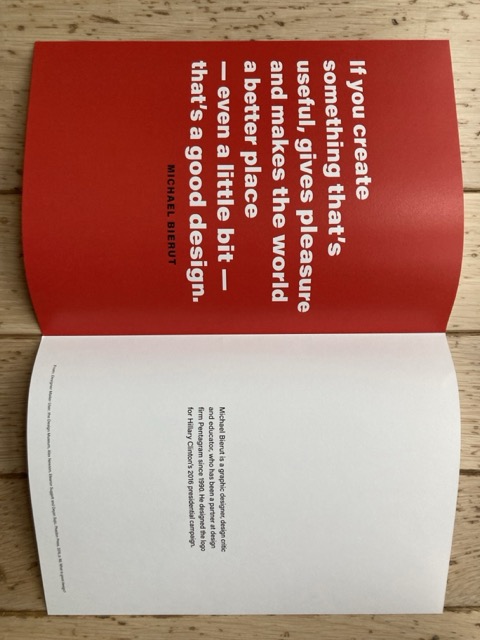 If you create
something that's
useful, gives pleasure
and makes the world
a better place
— even a little bit —
that's a good design.
MICHAEL BIERUT
Michael Bierut is a graphic designer, design critic
and educator, who has been a partner at design
firm Pentagram since 1990. He designed the logo
for Hillary Clinton's 2016 presidential campaign.